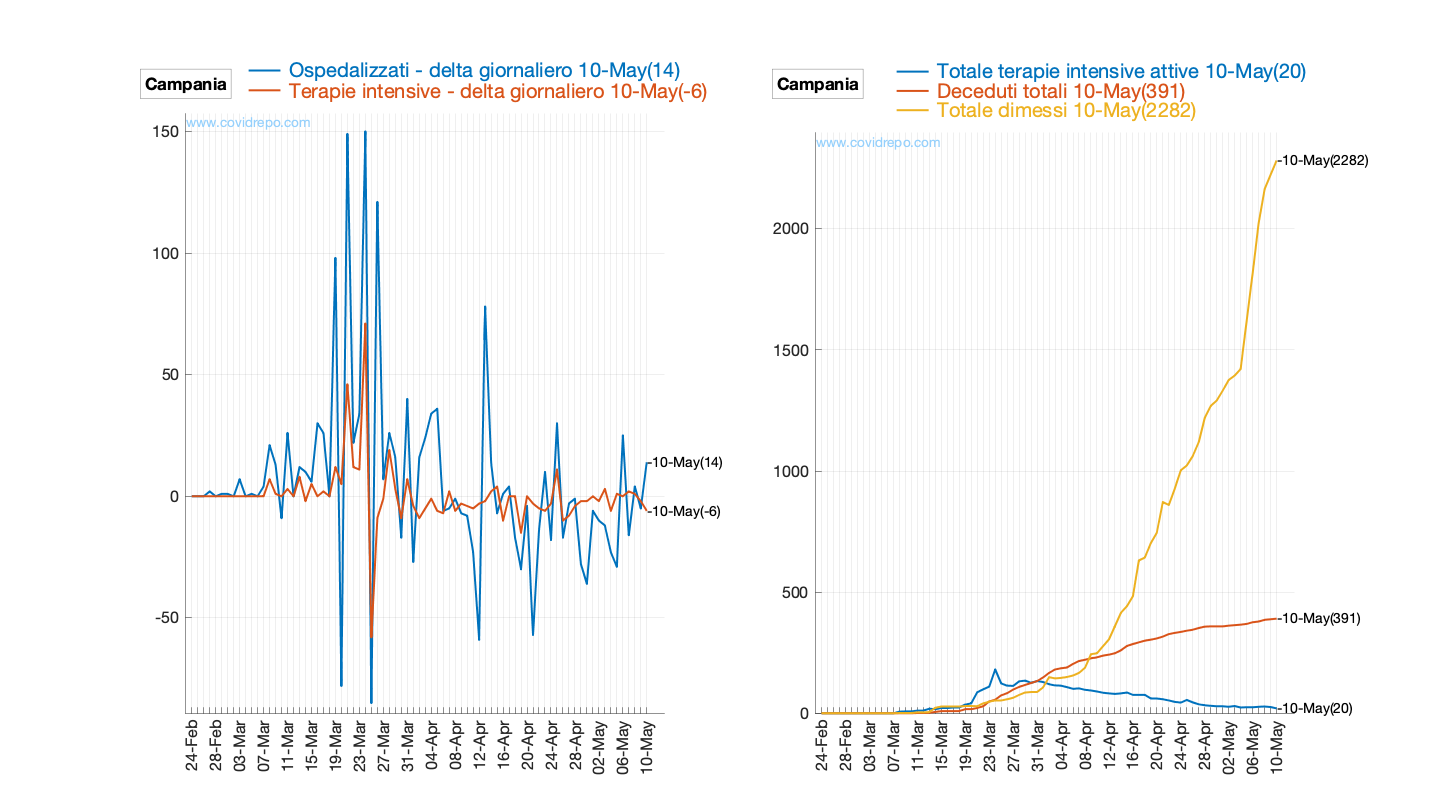 Campania
Ospedalizzati - delta giornaliero 10-May(14)
Terapie intensive - delta giornaliero 10-May(-6)
www.covidrepo.com
150
100
50
0
-50
10-May(14)
10-May(-6)
24-Feb
28-Feb
03-Mar
07-Mar
11-Mar
15-Mar
19-Mar
23-Mar
27-Mar
31-Mar
04-Apr
08-Apr
12-Apr
16-Apr
20-Apr
24-Apr
28-Apr
02-May
06-May
10-May
Campania
Totale terapie intensive attive 10-May(20)
Deceduti totali 10-May(391)
Totale dimessi 10-May(2282)
www.covidrepo.com
2000
1500
1000
500
0
10-May(2282)
10-May(391)
10-May(20)
24-Feb
28-Feb
03-Mar
07-Mar
11-Mar
15-Mar
19-Mar
23-Mar
27-Mar
31-Mar
04-Apr
08-Apr
12-Apr
16-Apr
20-Apr
24-Apr
28-Apr
02-May
06-May
10-May